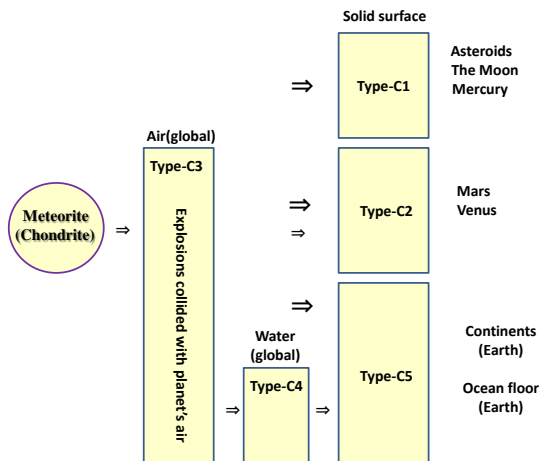 Solid surface
Type-C1
Asteroids
The Moon
Mercury
Air(global)
Type-C3
Explosions collided with planet's air
Meteorite
(Chondrite)
⇒
⇒
⇒
⇒
Type-C2
Mars
Venus
⇒
Water
(global)
Type-C4
⇒
⇒
Type-C5
Continents
(Earth)
Ocean floor
(Earth)